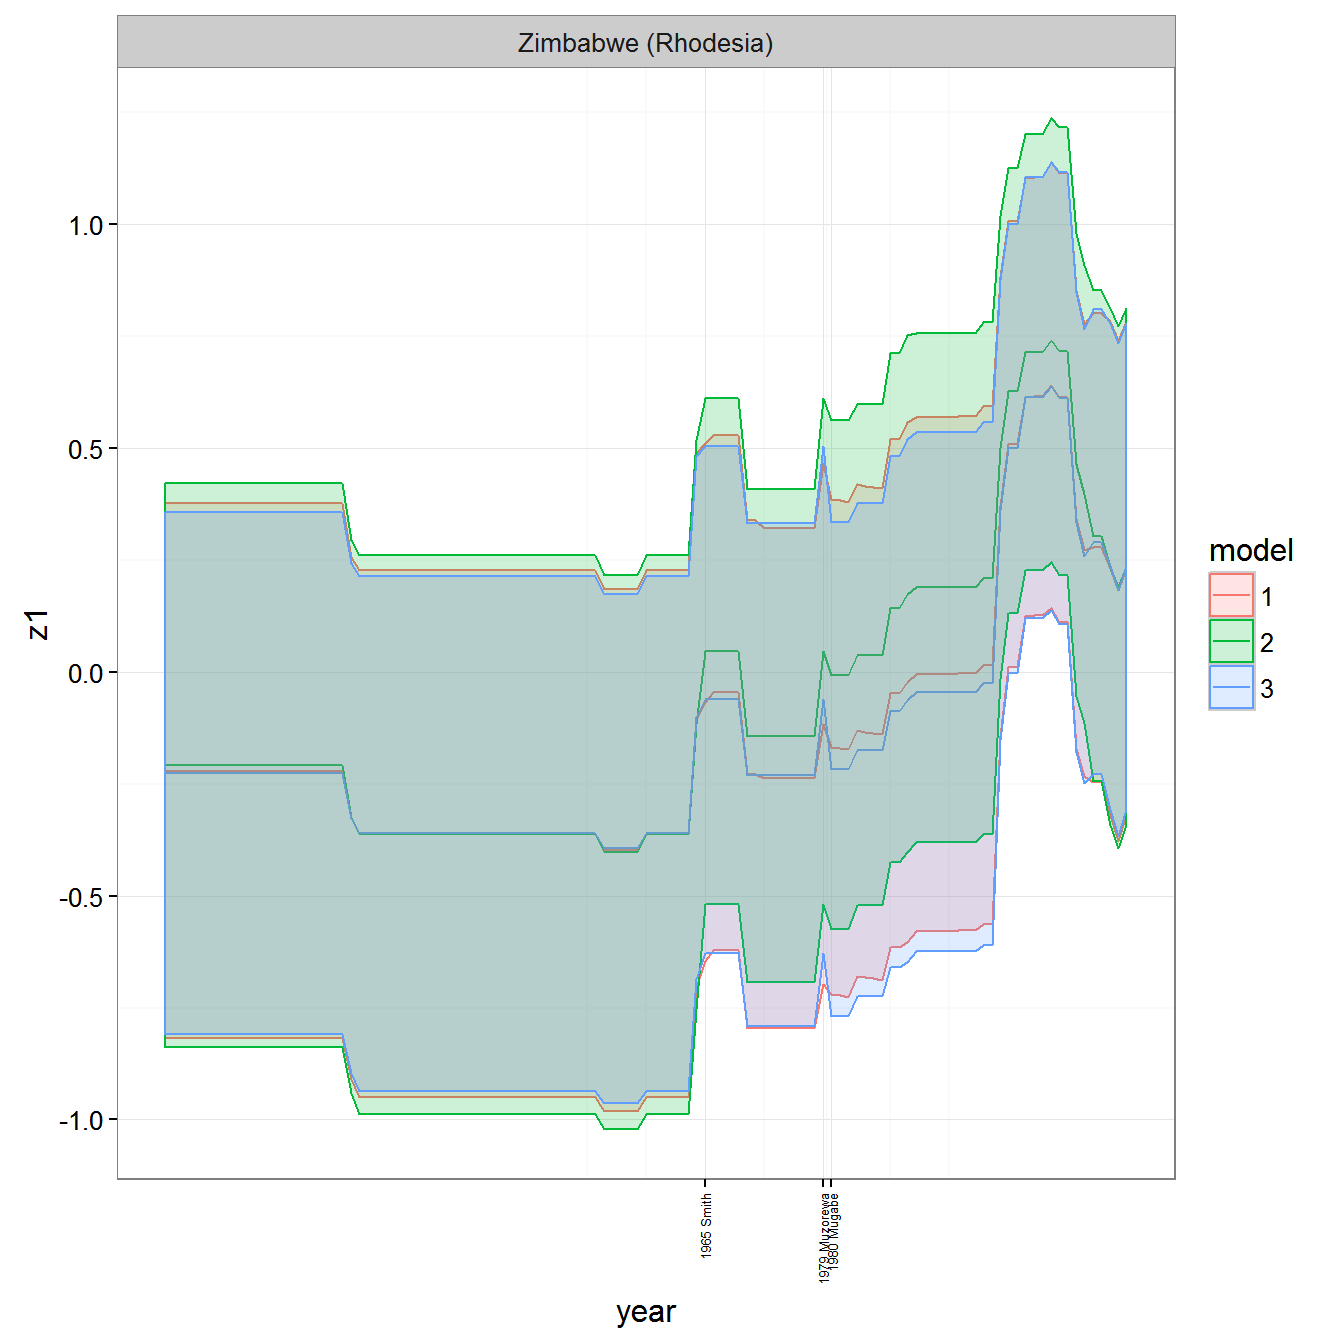 Zimbabwe (Rhodesia)
1.0
0.5
0.0
-0.5
-1.0
z1
1965 Smith
1979 Muzorewa
1980 Mugabe
year
model
1
2
3